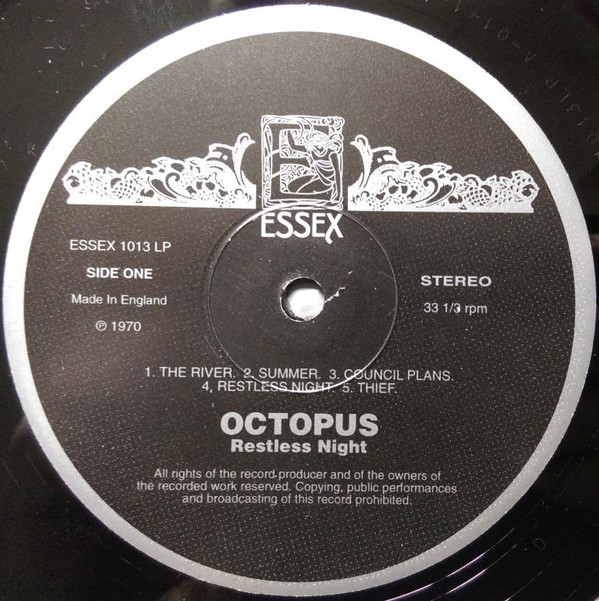 E
ESSEX
ESSEX 1013 LP
SIDE ONE
Made In England
℗ 1970
STEREO
33 1/3 rpm
1. THE RIVER. 2. SUMMER. 3. COUNCIL PLANS.
4, RESTLESS NIGHT. 5. THIEF.
OCTOPUS
Restless Night
All rights of the record producer and of the owners of
the recorded work reserved. Copying, public performances
and broadcasting of this record prohibited.